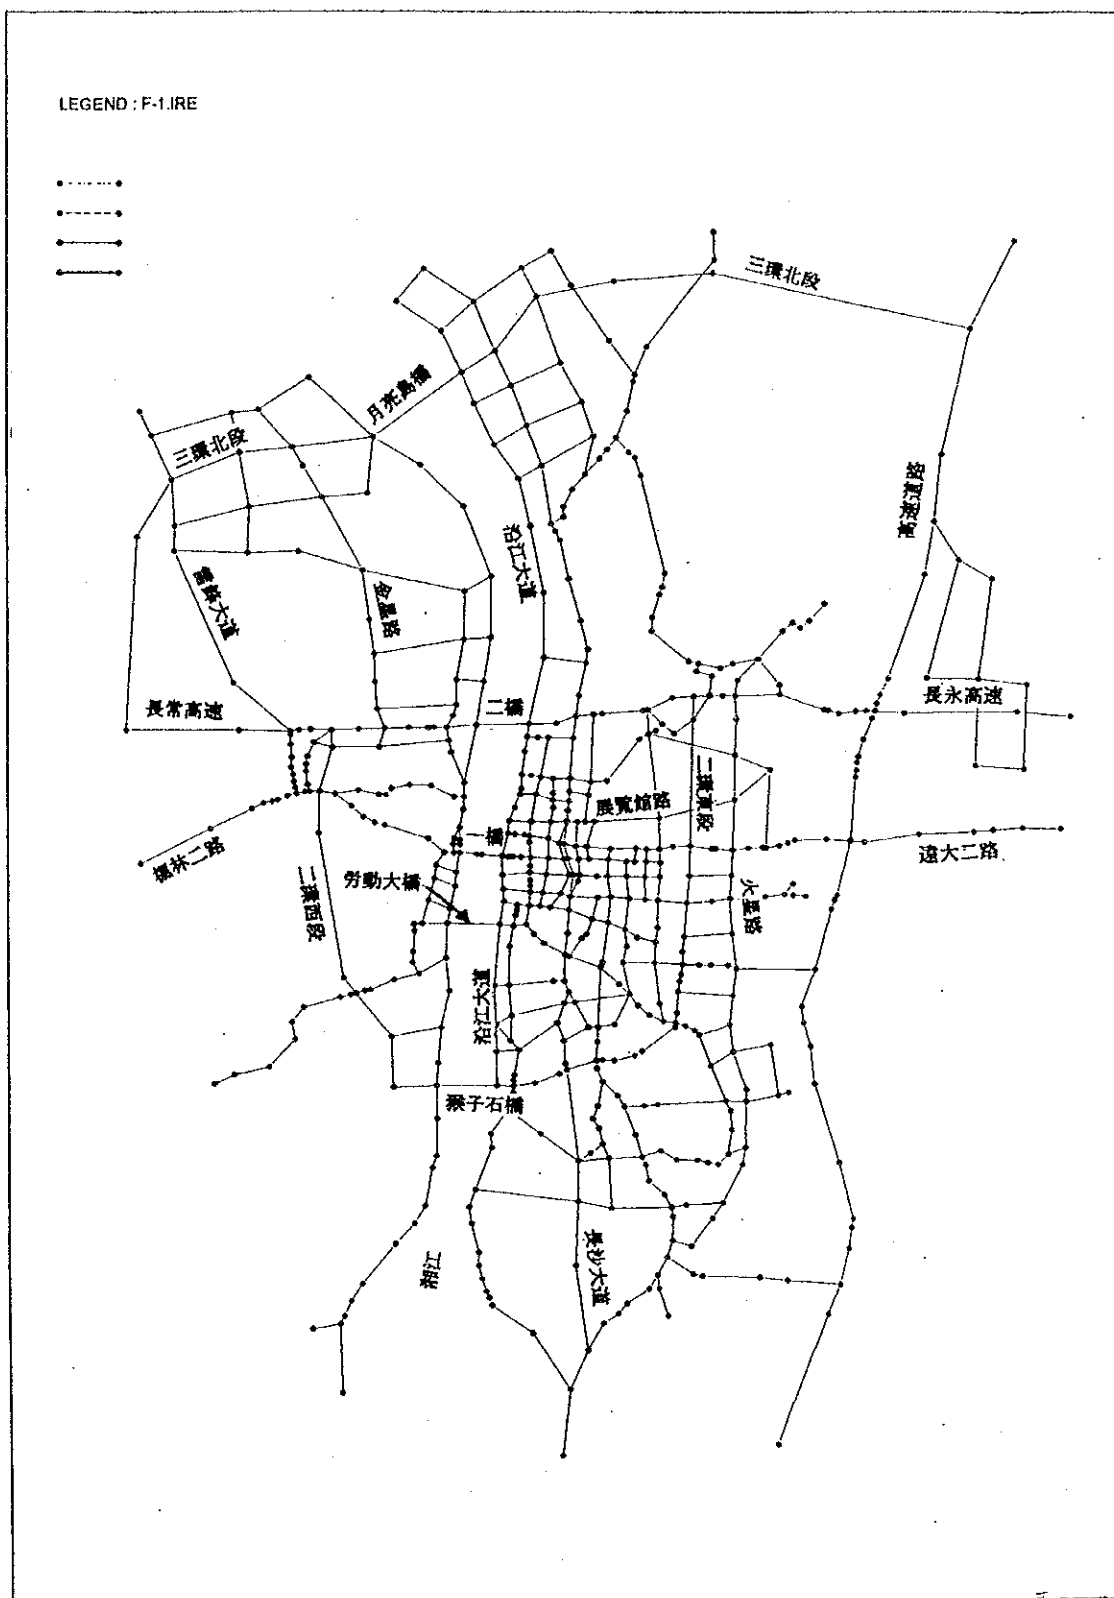 LEGEND : F-1.IRE
三環北段
月亮島橋
三環北段
高速道路
沿江大道
雷鋒大道
金星路
長常高速
二橋
長永高速
二環東段
展覧館路
一橋
遠大二路
楓林二路
労動大橋
二環西段
火星路
沿江大道
猴子石橋
長沙大道
湘江